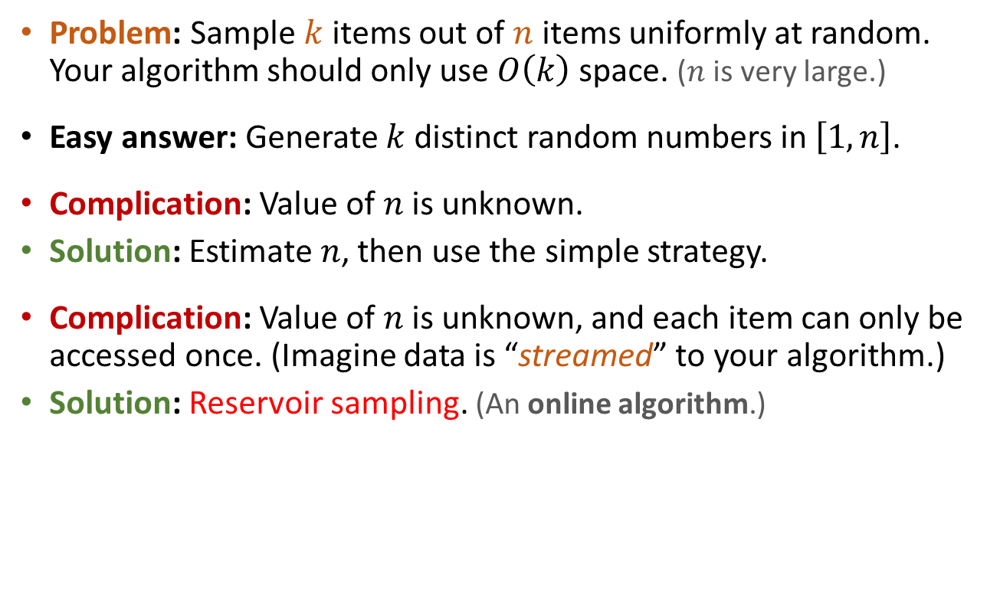 • Problem: Sample k items out of n items uniformly at random.
Your algorithm should only use O(k) space. (n is very large.)
• Easy answer: Generate k distinct random numbers in [1, n].
• Complication: Value of n is unknown.
• Solution: Estimate n, then use the simple strategy.
• Complication: Value of n is unknown, and each item can only be
accessed once. (Imagine data is “streamed” to your algorithm.)
• Solution: Reservoir sampling. (An online algorithm.)